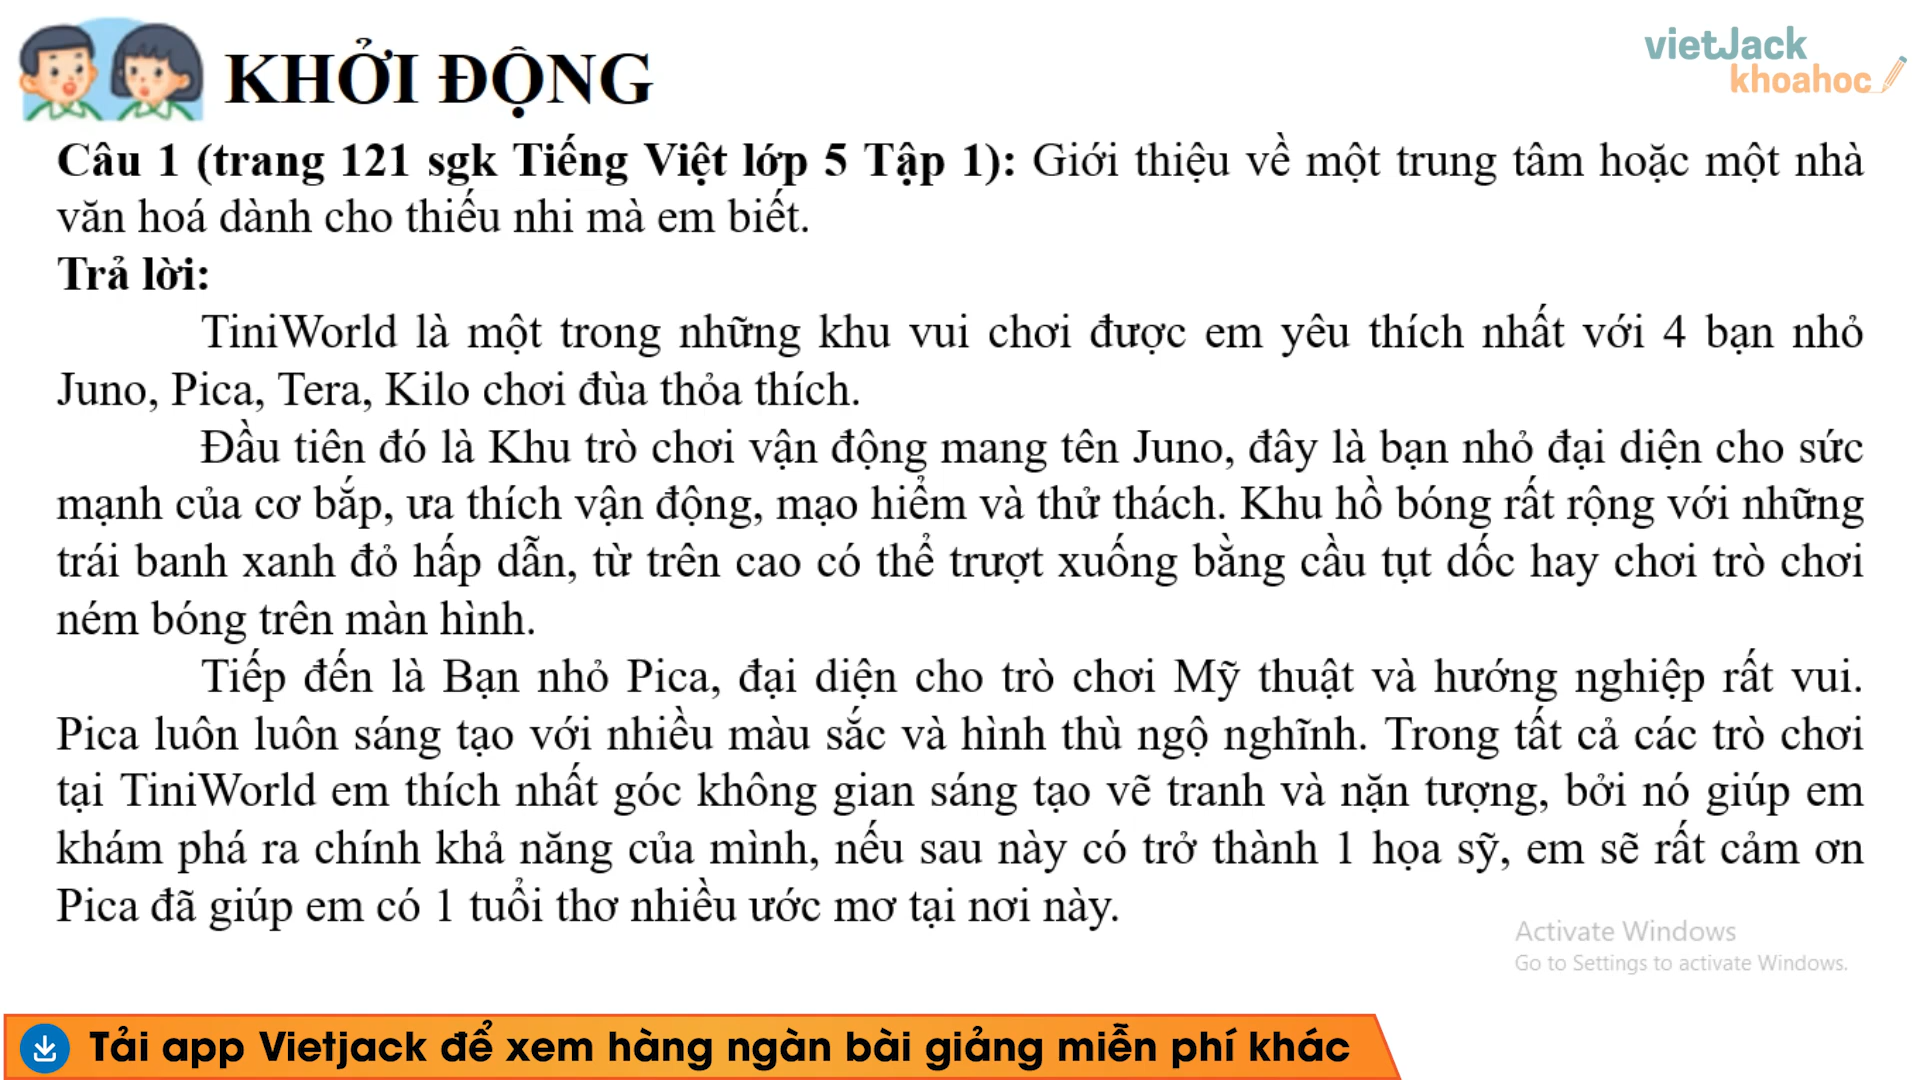 KHỞI ĐỘNG
vietJack
khoahoc
Câu 1 (trang 121 sgk Tiếng Việt lớp 5 Tập 1): Giới thiệu về một trung tâm hoặc một nhà
văn hoá dành cho thiếu nhi mà em biết.
Trả lời:
TiniWorld là một trong những khu vui chơi được em yêu thích nhất với 4 bạn nhỏ
Juno, Pica, Tera, Kilo chơi đùa thỏa thích.
Đầu tiên đó là Khu trò chơi vận động mang tên Juno, đây là bạn nhỏ đại diện cho sức
mạnh của cơ bắp, ưa thích vận động, mạo hiểm và thử thách. Khu hồ bóng rất rộng với những
trái banh xanh đỏ hấp dẫn, từ trên cao có thể trượt xuống bằng cầu tụt dốc hay chơi trò chơi
ném bóng trên màn hình.
Tiếp đến là Bạn nhỏ Pica, đại diện cho trò chơi Mỹ thuật và hướng nghiệp rất vui.
Pica luôn luôn sáng tạo với nhiều màu sắc và hình thù ngộ nghĩnh. Trong tất cả các trò chơi
tại TiniWorld em thích nhất góc không gian sáng tạo vẽ tranh và nặn tượng, bởi nó giúp em
khám phá ra chính khả năng của mình, nếu sau này có trở thành 1 họa sỹ, em sẽ rất cảm ơn
Pica đã giúp em có 1 tuổi thơ nhiều ước mơ tại nơi này.
Activate Windows
Go to Settings to activate Windows.
Tải app Vietjack để xem hàng ngàn bài giảng miễn phí khác